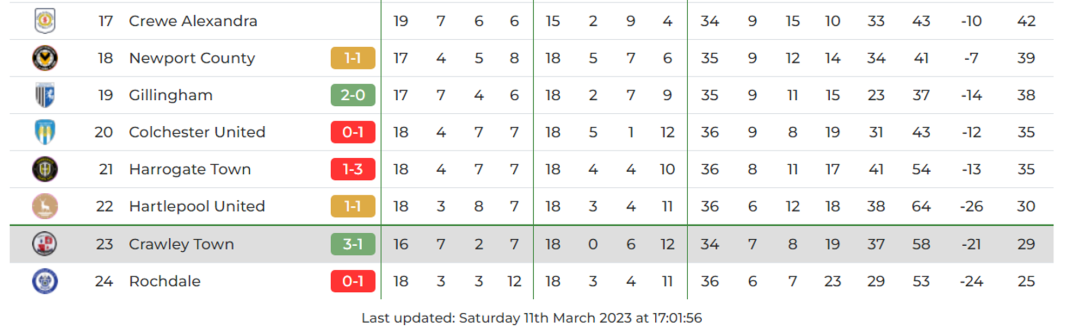 17 Crewe Alexandra 19 7 6 6 15 2 9 4 34 9 15 10 33 43 -10 42
18 Newport County 1-1 17 4 5 8 18 5 7 6 35 9 12 14 34 41 -7 39
19 Gillingham 2-0 17 7 4 6 18 2 7 9 35 9 11 15 23 37 -14 38
20 Colchester United 0-1 18 4 7 7 18 5 1 12 36 9 8 19 31 43 -12 35
21 Harrogate Town 1-3 18 4 7 7 18 4 4 10 36 8 11 17 41 54 -13 35
22 Hartlepool United 1-1 18 3 8 7 18 3 4 11 36 6 12 18 38 64 -26 30
23 Crawley Town 3-1 16 7 2 7 18 0 6 12 34 7 8 19 37 58 -21 29
24 Rochdale 0-1 18 3 3 12 18 3 4 11 36 6 7 23 29 53 -24 25
Last updated: Saturday 11th March 2023 at 17:01:56